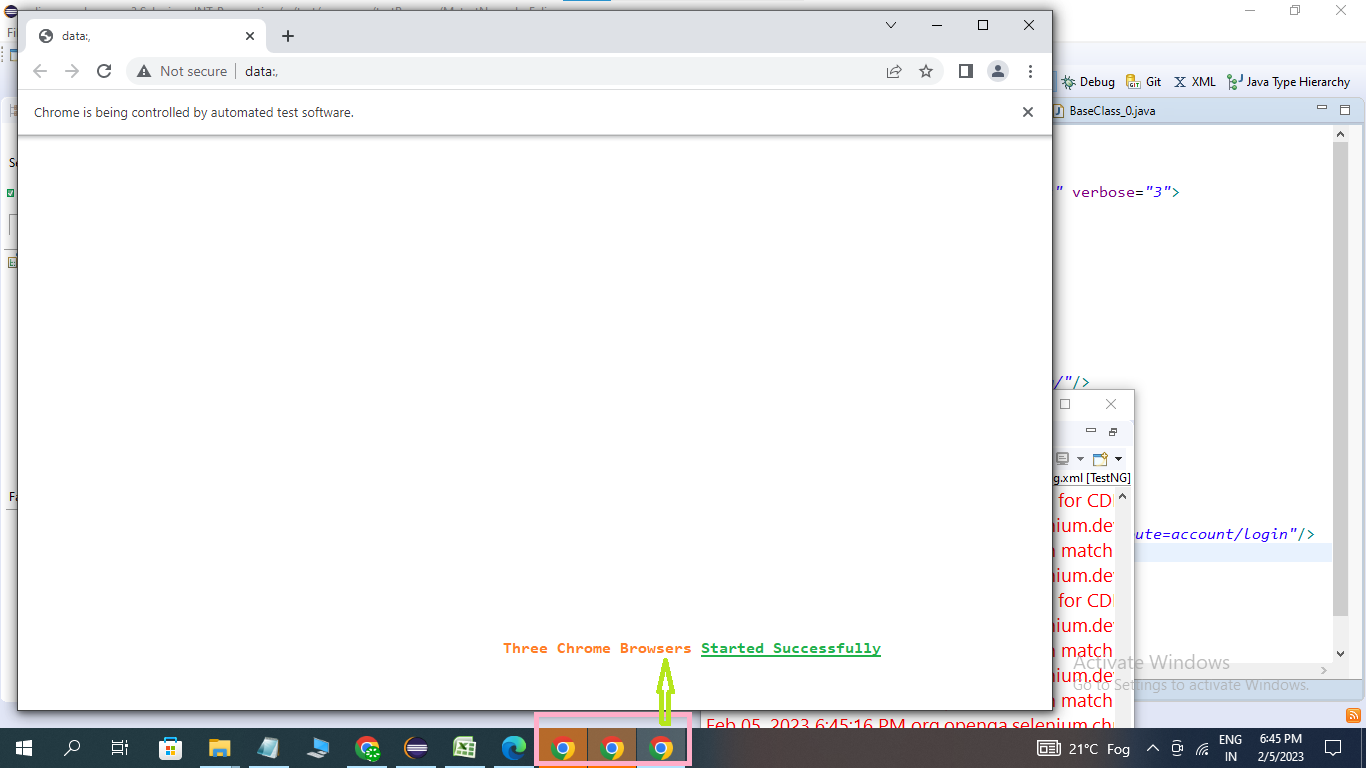 data:,
Not secure
data:,
Chrome is being controlled by automated test software.
Debug
Git
XML
Java Type Hierarchy
BaseClass_0.java
" verbose="3">
/"/>
g.xml [TestNG]
for CD
nium.de
n match
nium.de
for CD
nium.de
n match
ute=account/login"/>
Three Chrome Browsers Started Successfully
nium.de
n match
Activate Windows
Go to Settings to activate Windows.
Feb 05, 2023 6:45:16 PM org.openqa.selenium.ch
21°C Fog
ENG
IN
6:45 PM
2/5/2023